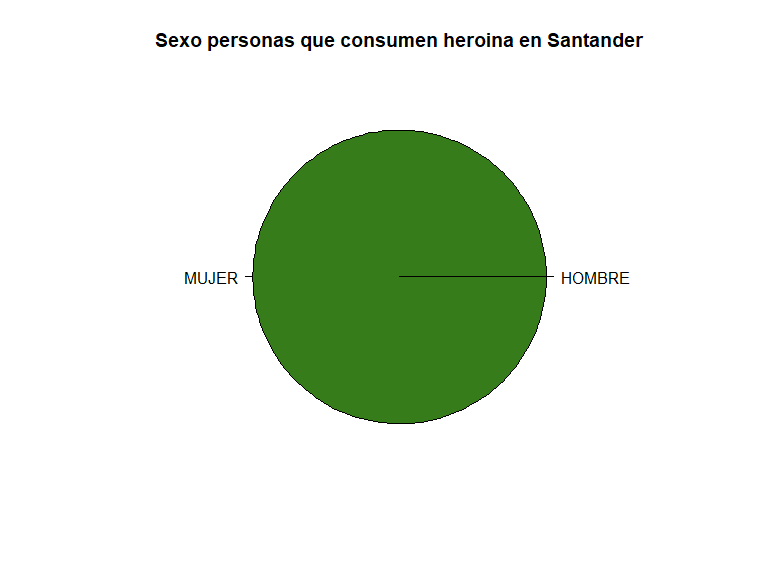 Sexo personas que consumen heroina en Santander
MUJER
HOMBRE